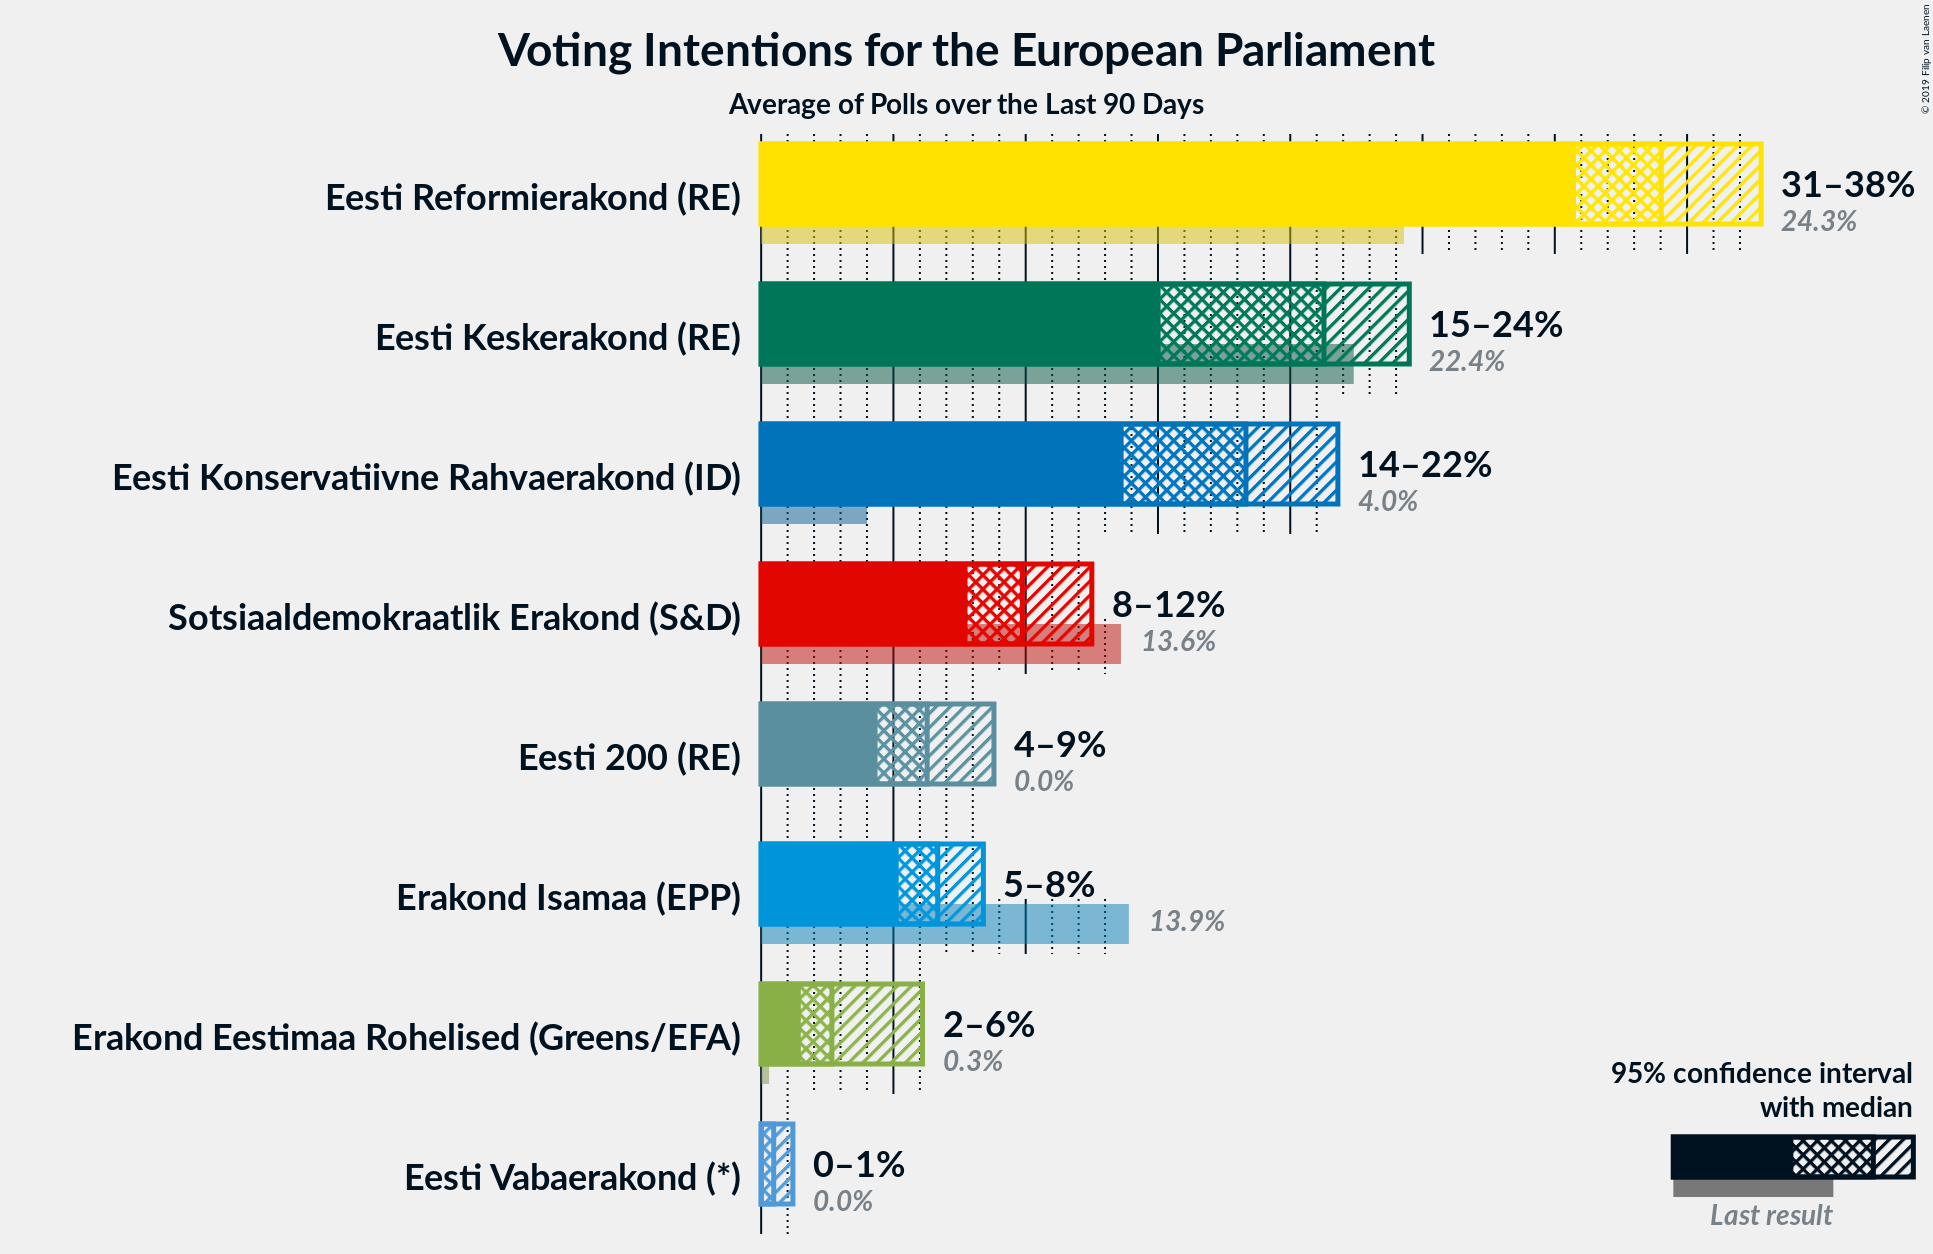 Voting Intentions for the European Parliament
Average of Polls over the Last 90 Days
© 2019 Filip van Laenen
Eesti Reformierakond (RE)
31–38%
24.3%
Eesti Keskerakond (RE)
15–24%
22.4%
Eesti Konservatiivne Rahvaerakond (ID)
14–22%
4.0%
Sotsiaaldemokraatlik Erakond (S&D)
8–12%
13.6%
Eesti 200 (RE)
4–9%
0.0%
Erakond Isamaa (EPP)
5–8%
13.9%
Erakond Eestimaa Rohelised (Greens/EFA)
2–6%
0.3%
Eesti Vabaerakond (*)
0–1%
0.0%
95% confidence interval
with median
Last result